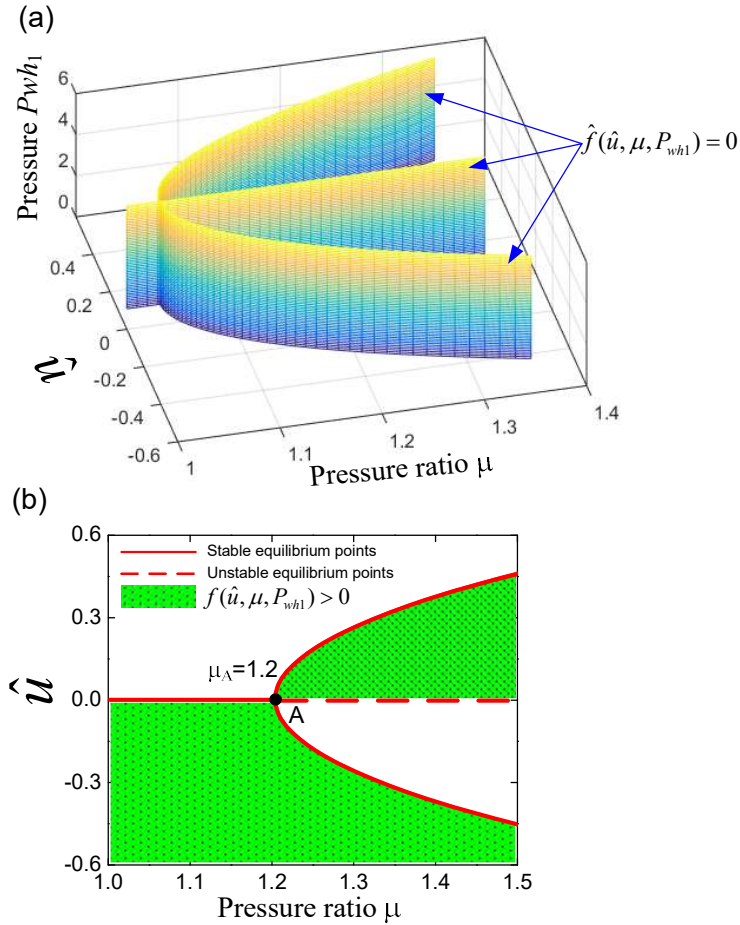 (a)
Pressure Pwh₁
6
4
2
0
f̂(û, μ, P_wh1) = 0
0.4
0.2
0
-0.2
-0.4
-0.6
û
1
1.1
1.2
1.3
1.4
Pressure ratio μ
(b)
0.6
0.3
0.0
-0.3
-0.6
û
Stable equilibrium points
Unstable equilibrium points
f(û, μ, P_wh1) > 0
μ_A=1.2
A
1.0
1.1
1.2
1.3
1.4
1.5
Pressure ratio μ